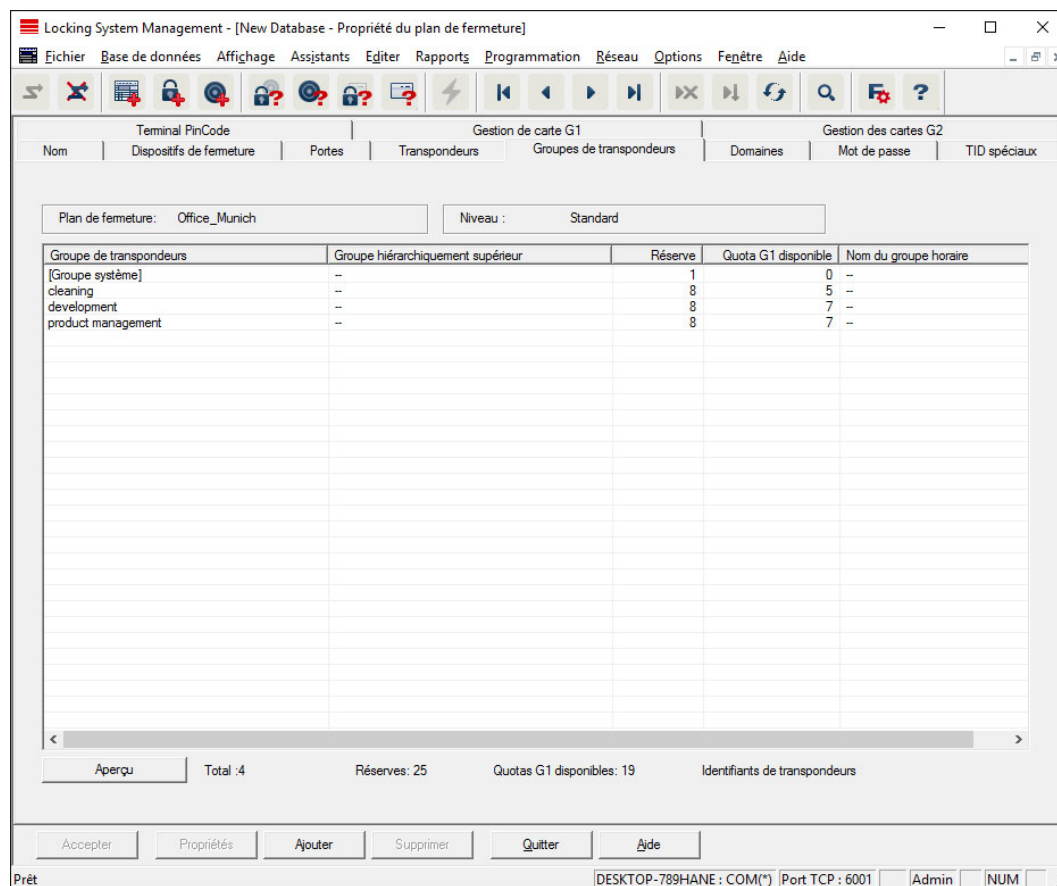 Locking System Management - [New Database - Propriété du plan de fermeture]
Fichier Base de données Affichage Assistants Editer Rapports Programmation Réseau Options Fenêtre Aide
Terminal PinCode Gestion de carte G1 Gestion des cartes G2
Nom Dispositifs de fermeture Portes Transpondeurs Groupes de transpondeurs Domaines Mot de passe TID spéciaux
Plan de fermeture: Office_Munich Niveau : Standard
Groupe de transpondeurs Groupe hiérarchiquement supérieur Réserve Quota G1 disponible Nom du groupe horaire
[Groupe système] -- 1 0 --
cleaning -- 8 5 --
development -- 8 7 --
product management -- 8 7 --
Aperçu Total :4 Réserves: 25 Quotas G1 disponibles: 19 Identifiants de transpondeurs
Accepter Propriétés Ajouter Supprimer Quitter Aide
Prêt DESKTOP-789HANE : COM(*) Port TCP : 6001 Admin NUM